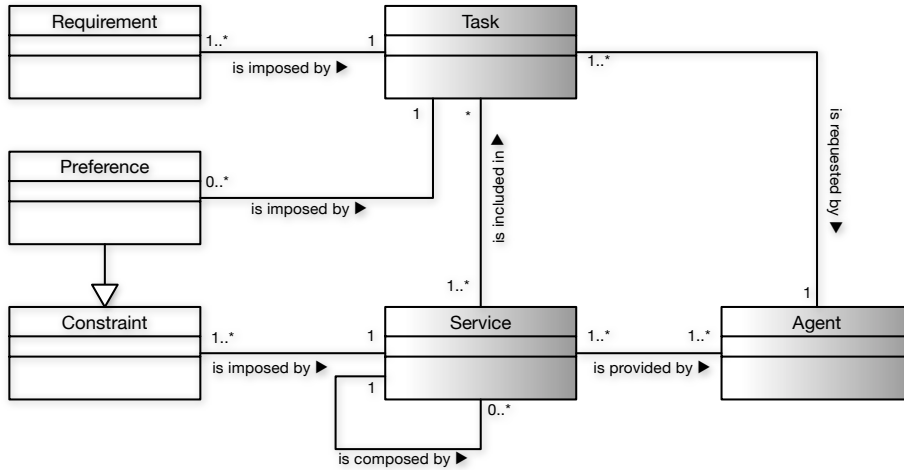 Requirement
Task
1..*
1
is imposed by ▶
1..*
1
*
is requested by ▶
Preference
0..*
is imposed by ▶
is included in ▶
1..*
1
Constraint
Service
Agent
1..*
1
1..*
1..*
is imposed by ▶
is provided by ▶
1
0..*
is composed by ▶